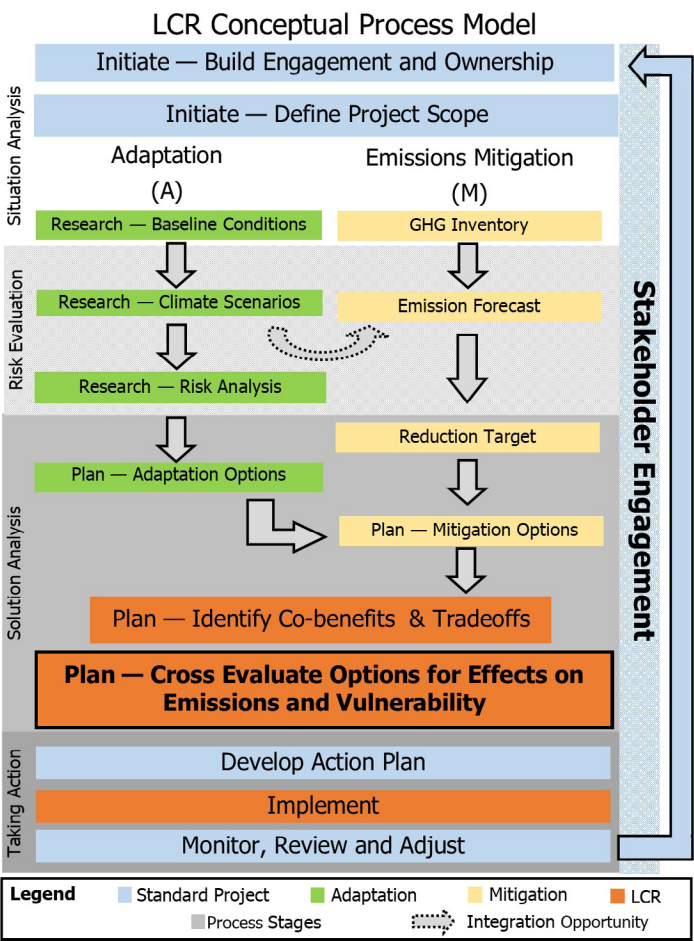 LCR Conceptual Process Model
Initiate — Build Engagement and Ownership
Initiate — Define Project Scope
Situation Analysis
Adaptation
(A)
Emissions Mitigation
(M)
Research — Baseline Conditions
GHG Inventory
Risk Evaluation
Research — Climate Scenarios
Emission Forecast
Research — Risk Analysis
Stakeholder Engagement
Solution Analysis
Reduction Target
Plan — Adaptation Options
Plan — Mitigation Options
Plan — Identify Co-benefits & Tradeoffs
Plan — Cross Evaluate Options for Effects on
Emissions and Vulnerability
Taking Action
Develop Action Plan
Implement
Monitor, Review and Adjust
Legend
Standard Project
Adaptation
Mitigation
LCR
Process Stages
Integration Opportunity